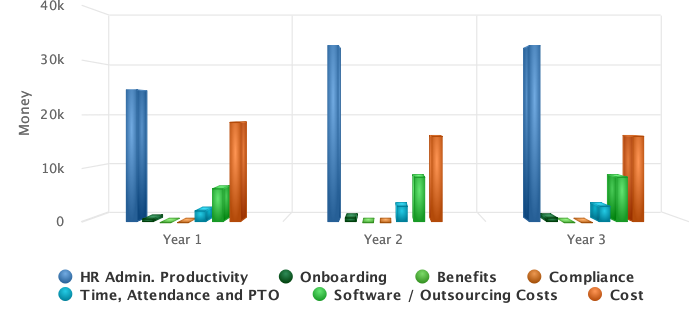 40k
30k
20k
10k
0
Money
Year 1
Year 2
Year 3
HR Admin. Productivity
Onboarding
Benefits
Compliance
Time, Attendance and PTO
Software / Outsourcing Costs
Cost